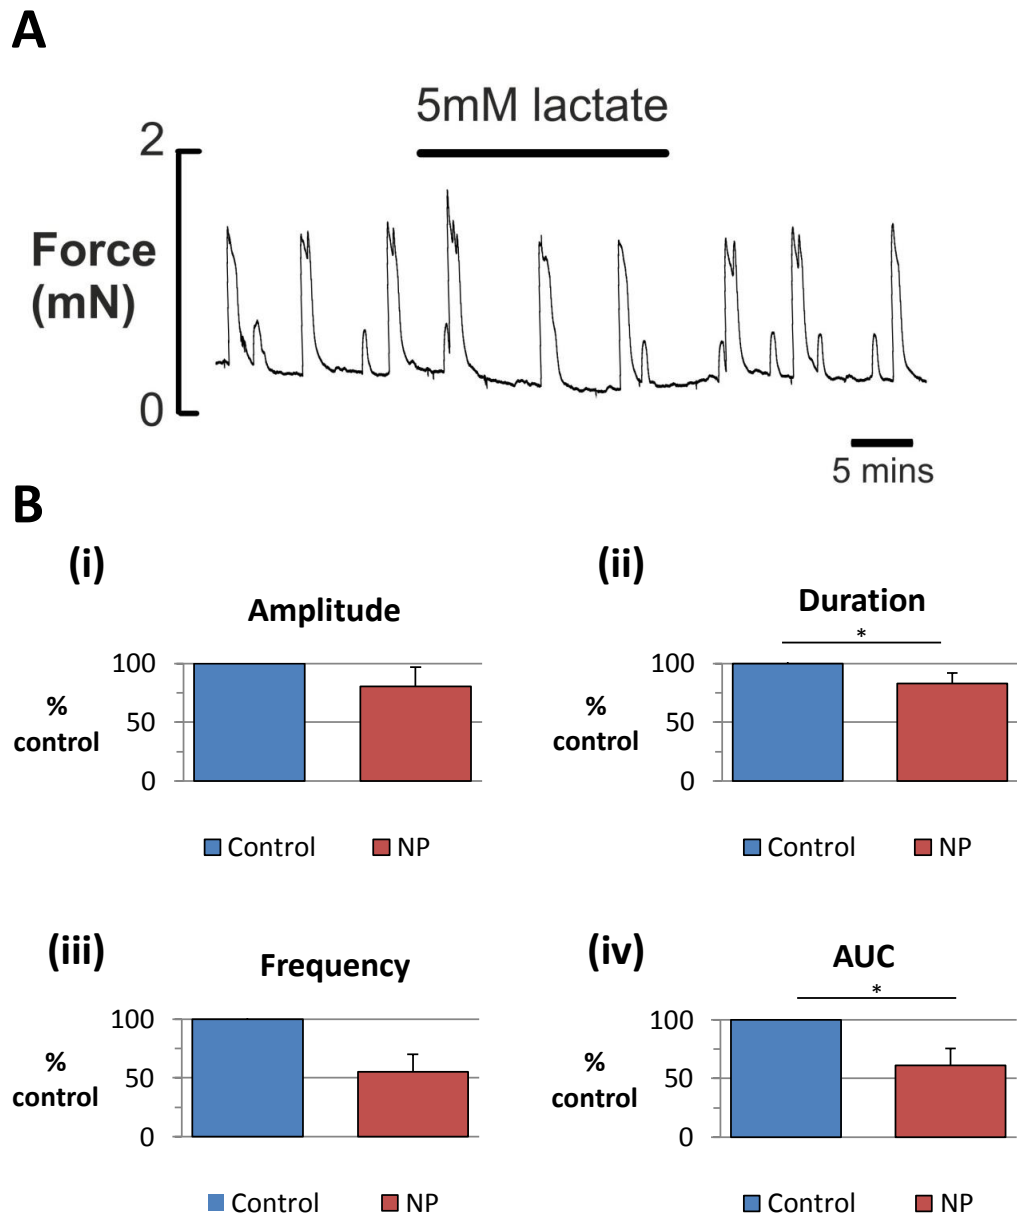 A
5mM lactate
2
Force
(mN)
0
5 mins
B
(i)
Amplitude
100
%
control
50
0
Control NP
(ii)
Duration
*
100
%
control
50
0
Control NP
(iii)
Frequency
100
%
control
50
0
Control NP
(iv)
AUC
*
100
%
control
50
0
Control NP